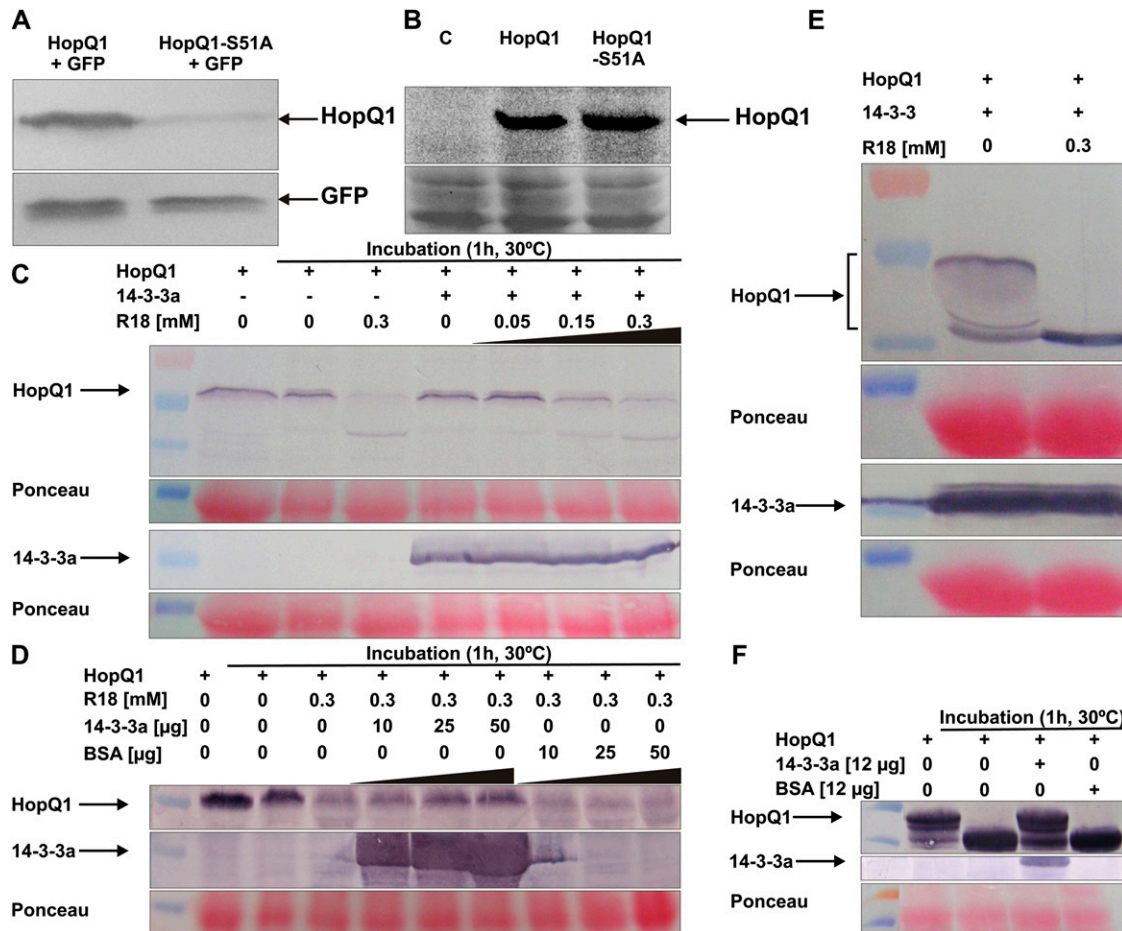 A
HopQ1 + GFP
HopQ1-S51A + GFP
HopQ1
GFP
B
C HopQ1 HopQ1 -S51A
HopQ1
C
Incubation (1h, 30ºC)
HopQ1 + + + + + + +
14-3-3a - - - + + + +
R18 [mM] 0 0 0.3 0 0.05 0.15 0.3
HopQ1
Ponceau
14-3-3a
Ponceau
D
Incubation (1h, 30ºC)
HopQ1 + + + + + + + + +
R18 [mM] 0 0 0.3 0.3 0.3 0.3 0.3 0.3 0.3
14-3-3a [µg] 0 0 0 10 25 50 0 0 0
BSA [µg] 0 0 0 0 0 0 10 25 50
HopQ1
14-3-3a
Ponceau
E
HopQ1 + +
14-3-3 + +
R18 [mM] 0 0.3
HopQ1
Ponceau
14-3-3a
Ponceau
F
Incubation (1h, 30ºC)
HopQ1 + + + +
14-3-3a [12 µg] 0 0 + 0
BSA [12 µg] 0 0 0 +
HopQ1
14-3-3a
Ponceau